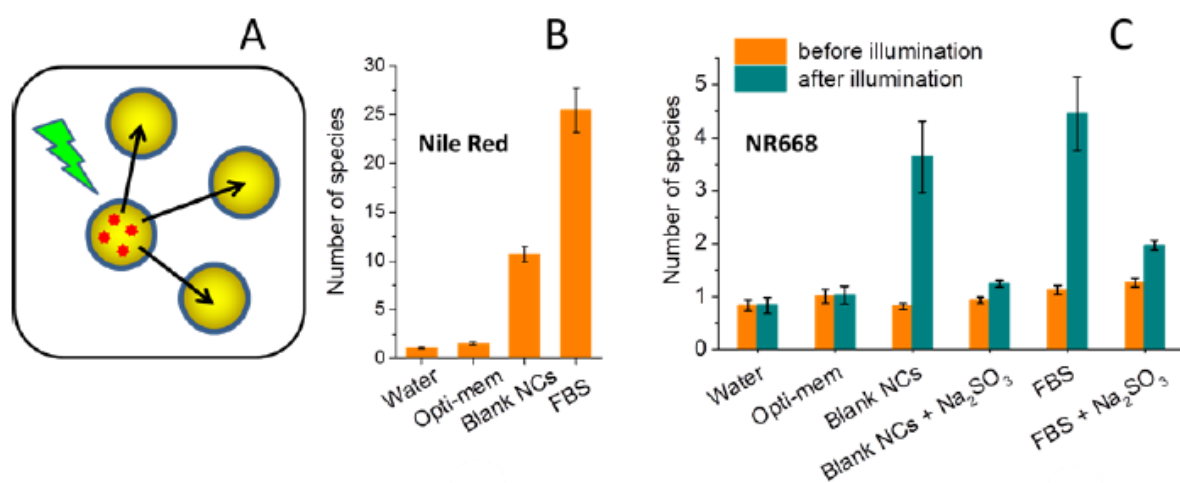 A
B
C
30
25
20
15
10
5
0
Number of species
Nile Red
Water
Opti-mem
Blank NCs
FBS
before illumination
after illumination
5
4
3
2
1
0
Number of species
NR668
Water
Opti-mem
Blank NCs
Blank NCs + Na₂SO₃
FBS
FBS + Na₂SO₃